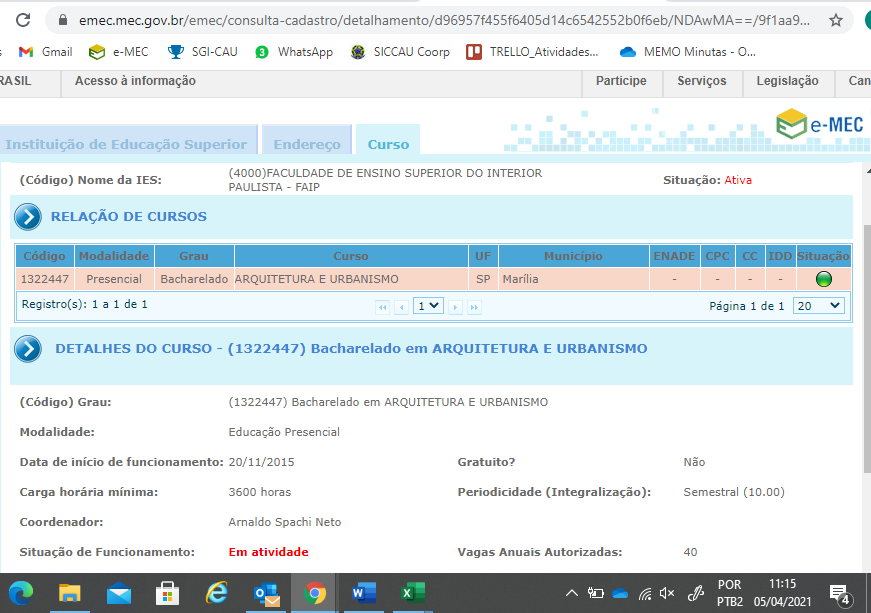 emec.mec.gov.br/emec/consulta-cadastro/detalhamento/d96957f455f6405d14c6542552b0f6eb/NDAwMA==/9f1aa9...
Gmail e-MEC SGI-CAU 3 WhatsApp SICCAU Coorp TRELLO_Atividades... MEMO Minutas - O...
RASIL Acesso à informação Participe Serviços Legislação Can
e-MEC
Instituição de Educação Superior Endereço Curso
(Código) Nome da IES: (4000)FACULDADE DE ENSINO SUPERIOR DO INTERIOR PAULISTA - FAIP Situação: Ativa
RELAÇÃO DE CURSOS
Código Modalidade Grau Curso UF Município ENADE CPC CC IDD Situação
1322447 Presencial Bacharelado ARQUITETURA E URBANISMO SP Marília - - - -
Registro(s): 1 a 1 de 1 1 Página 1 de 1 20
DETALHES DO CURSO - (1322447) Bacharelado em ARQUITETURA E URBANISMO
(Código) Grau: (1322447) Bacharelado em ARQUITETURA E URBANISMO
Modalidade: Educação Presencial
Data de início de funcionamento: 20/11/2015 Gratuito? Não
Carga horária mínima: 3600 horas Periodicidade (Integralização): Semestral (10.00)
Coordenador: Arnaldo Spachi Neto
Situação de Funcionamento: Em atividade Vagas Anuais Autorizadas: 40
POR 11:15
PTB2 05/04/2021 4